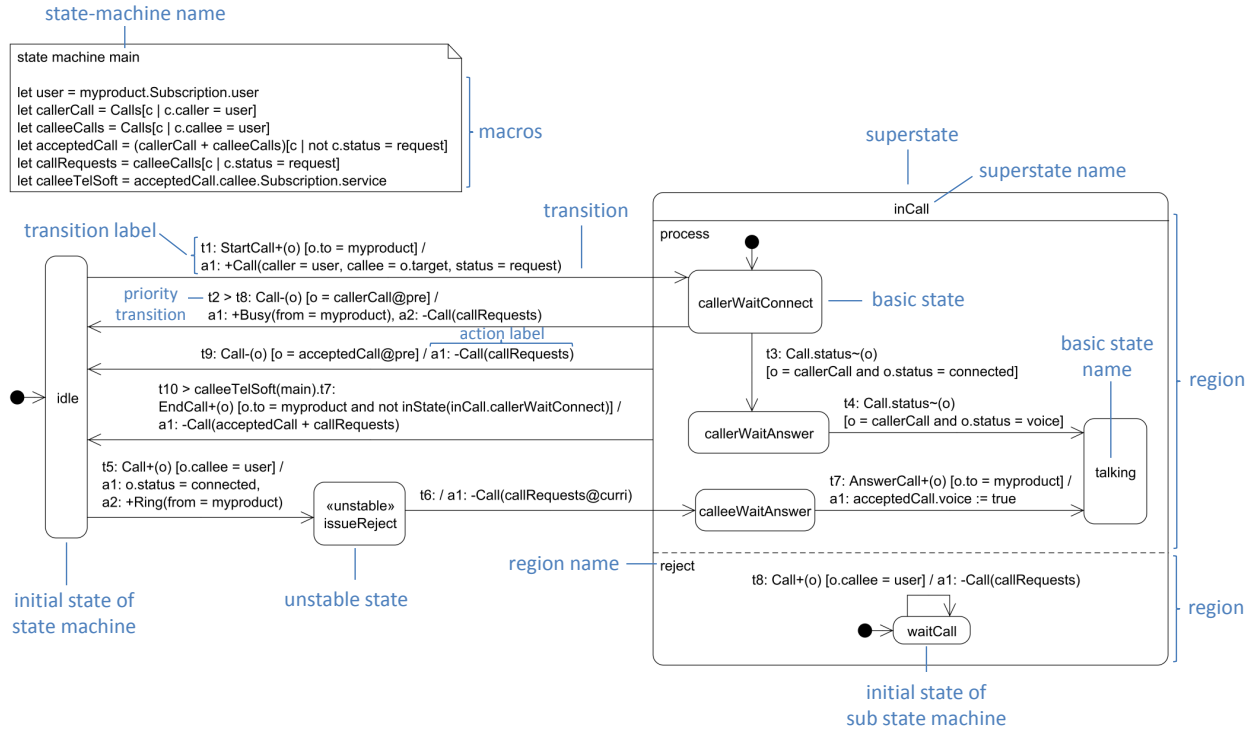 state-machine name
state machine main
let user = myproduct.Subscription.user
let callerCall = Calls[c | c.caller = user]
let calleeCalls = Calls[c | c.callee = user]
let acceptedCall = (callerCall + calleeCalls)[c | not c.status = request]
let callRequests = calleeCalls[c | c.status = request]
let calleeTelSoft = acceptedCall.callee.Subscription.service
macros
superstate
superstate name
inCall
transition
transition label
process
t1: StartCall+(o) [o.to = myproduct] /
a1: +Call(caller = user, callee = o.target, status = request)
priority
transition
t2 > t8: Call-(o) [o = callerCall@pre] /
a1: +Busy(from = myproduct), a2: -Call(callRequests)
callerWaitConnect
basic state
action label
t9: Call-(o) [o = acceptedCall@pre] / a1: -Call(callRequests)
t3: Call.status~(o)
[o = callerCall and o.status = connected]
basic state
name
region
idle
t10 > calleeTelSoft(main).t7:
EndCall+(o) [o.to = myproduct and not inState(inCall.callerWaitConnect)] /
a1: -Call(acceptedCall + callRequests)
callerWaitAnswer
t4: Call.status~(o)
[o = callerCall and o.status = voice]
talking
t5: Call+(o) [o.callee = user] /
a1: o.status = connected,
a2: +Ring(from = myproduct)
«unstable»
issueReject
t6: / a1: -Call(callRequests@curri)
calleeWaitAnswer
t7: AnswerCall+(o) [o.to = myproduct] /
a1: acceptedCall.voice := true
region name
reject
t8: Call+(o) [o.callee = user] / a1: -Call(callRequests)
waitCall
region
initial state of
state machine
unstable state
initial state of
sub state machine